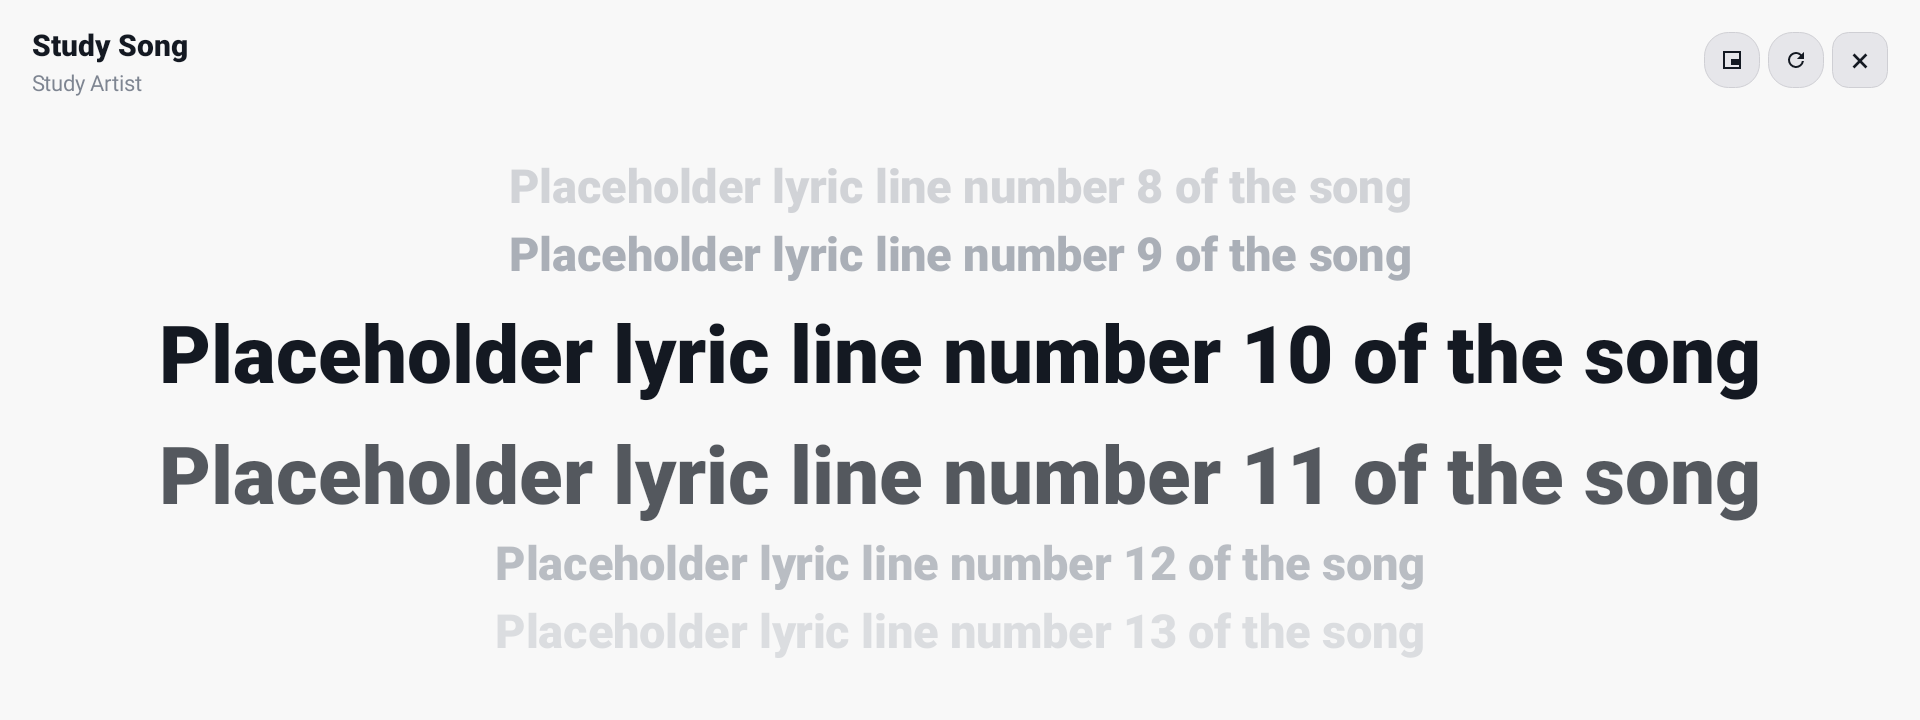 Study Song
Study Artist
Placeholder lyric line number 8 of the song
Placeholder lyric line number 9 of the song
Placeholder lyric line number 10 of the song
Placeholder lyric line number 11 of the song
Placeholder lyric line number 12 of the song
Placeholder lyric line number 13 of the song